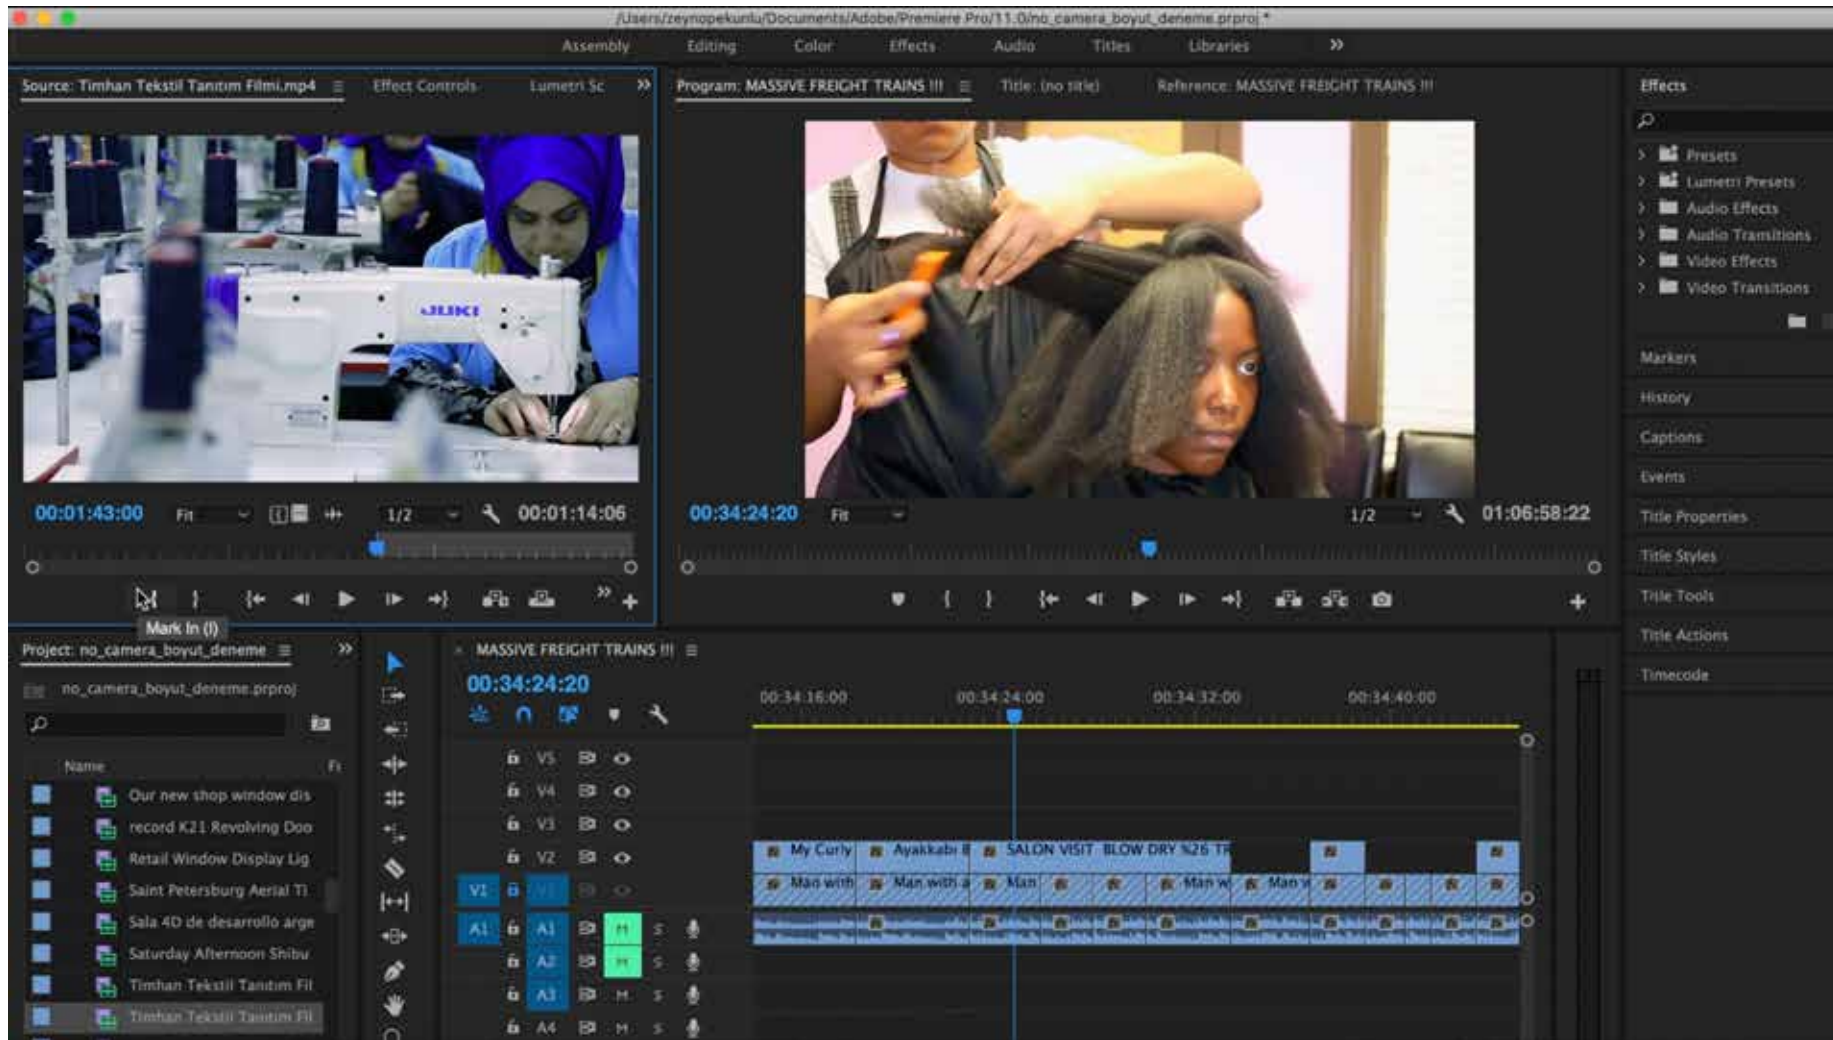 /Users/zeynopekunlu/Documents/Adobe/Premiere Pro/11.0/no_camera_boyut_deneme.prproj *
Assembly Editing Color Effects Audio Titles Libraries
Source: Timhan Tekstil Tanıtım Filmi.mp4 Effect Controls Lumetri Sc
Program: MASSIVE FREIGHT TRAINS !!! Title: (no title) Reference: MASSIVE FREIGHT TRAINS !!!
JUKI
00:01:43:00 Fit 1/2 00:01:14:06
00:34:24:20 Fit 1/2 01:06:58:22
Mark In (I)
Effects
Presets
Lumetri Presets
Audio Effects
Audio Transitions
Video Effects
Video Transitions
Markers
History
Captions
Events
Title Properties
Title Styles
Title Tools
Title Actions
Timecode
Project: no_camera_boyut_deneme
no_camera_boyut_deneme.prproj
Name
Our new shop window dis
record K21 Revolving Doo
Retail Window Display Lig
Saint Petersburg Aerial Ti
Sala 4D de desarrollo arge
Saturday Afternoon Shibu
Timhan Tekstil Tanıtım Fil
Timhan Tekstil Tanıtım Fil
MASSIVE FREIGHT TRAINS !!!
00:34:24:20
00:34:16:00 00:34:24:00 00:34:32:00 00:34:40:00
V5
V4
V3
V2 My Curly Ayakkabı B SALON VISIT BLOW DRY %26 TR
V1 V1 Man with Man with a Man Man w Man
A1 A1 M S
A2 M S
A3 M S
A4 M S